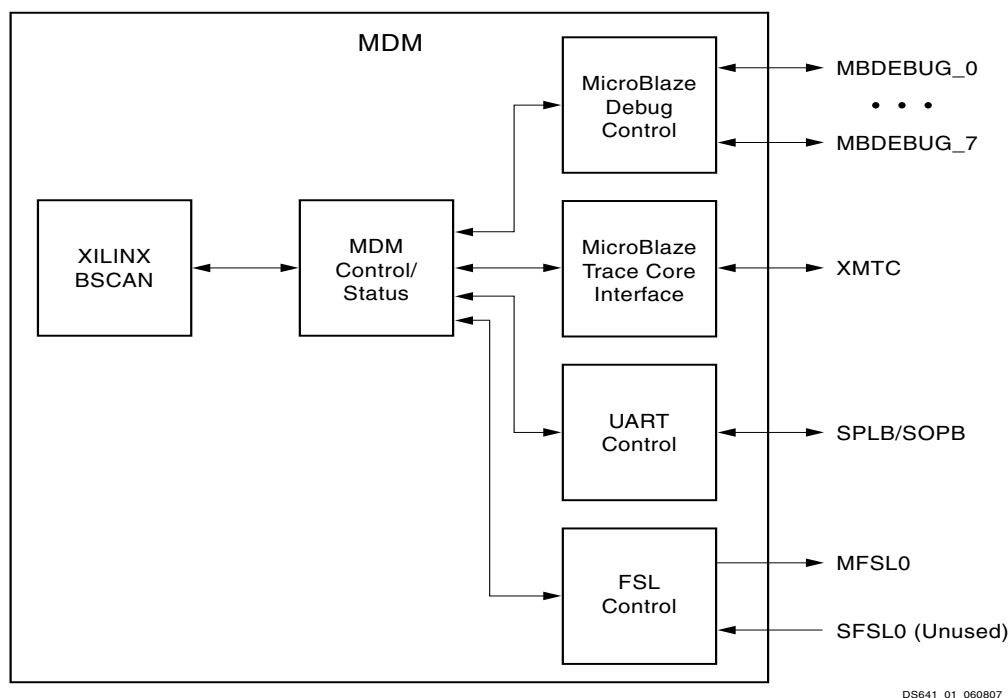 MDM
MicroBlaze
Debug
Control
MBDEBUG_0
• • •
MBDEBUG_7
XILINX
BSCAN
MDM
Control/
Status
MicroBlaze
Trace Core
Interface
XMTC
UART
Control
SPLB/SOPB
FSL
Control
MFSL0
SFSL0 (Unused)
DS641_01_060807